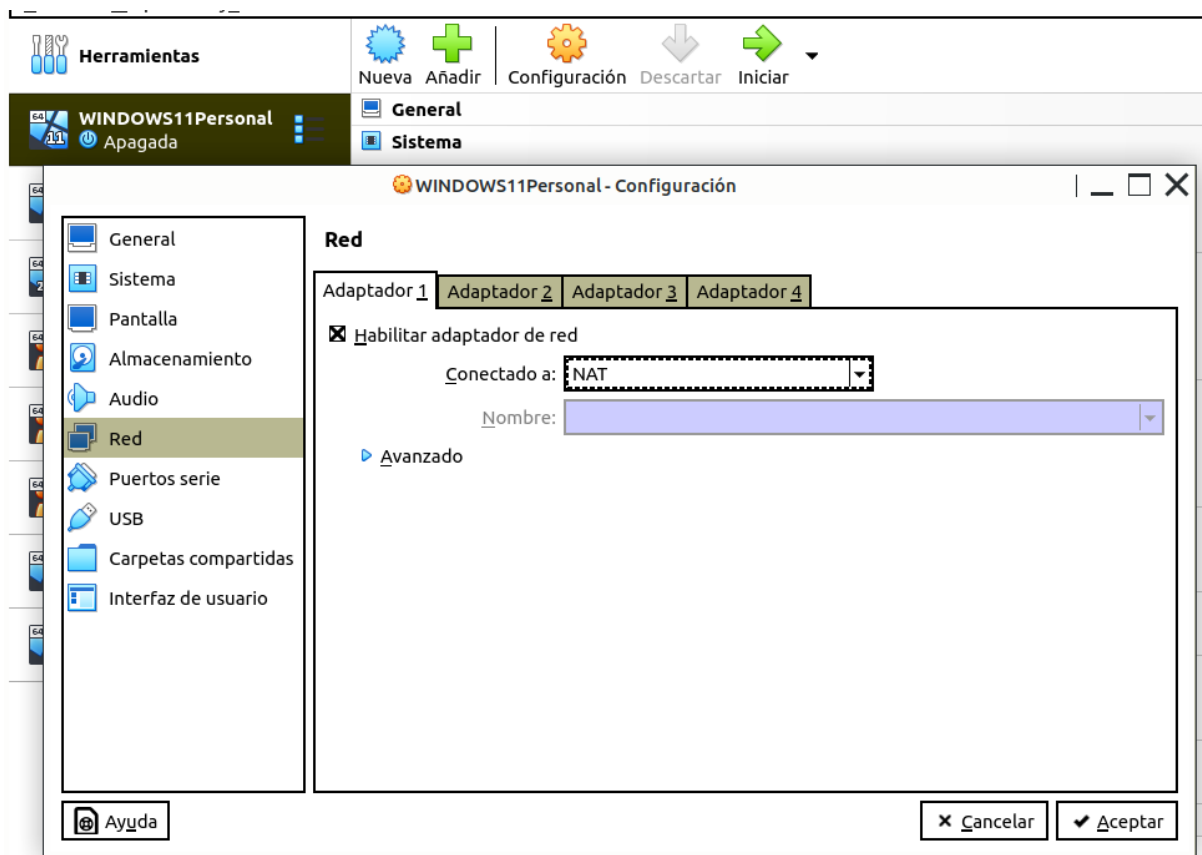 Herramientas
Nueva Añadir Configuración Descartar Iniciar
64 11 WINDOWS11Personal
Apagada
General
Sistema
WINDOWS11Personal - Configuración
General
Sistema
Pantalla
Almacenamiento
Audio
Red
Puertos serie
USB
Carpetas compartidas
Interfaz de usuario
Red
Adaptador 1 Adaptador 2 Adaptador 3 Adaptador 4
Habilitar adaptador de red
Conectado a: NAT
Nombre:
Avanzado
Ayuda
Cancelar Aceptar